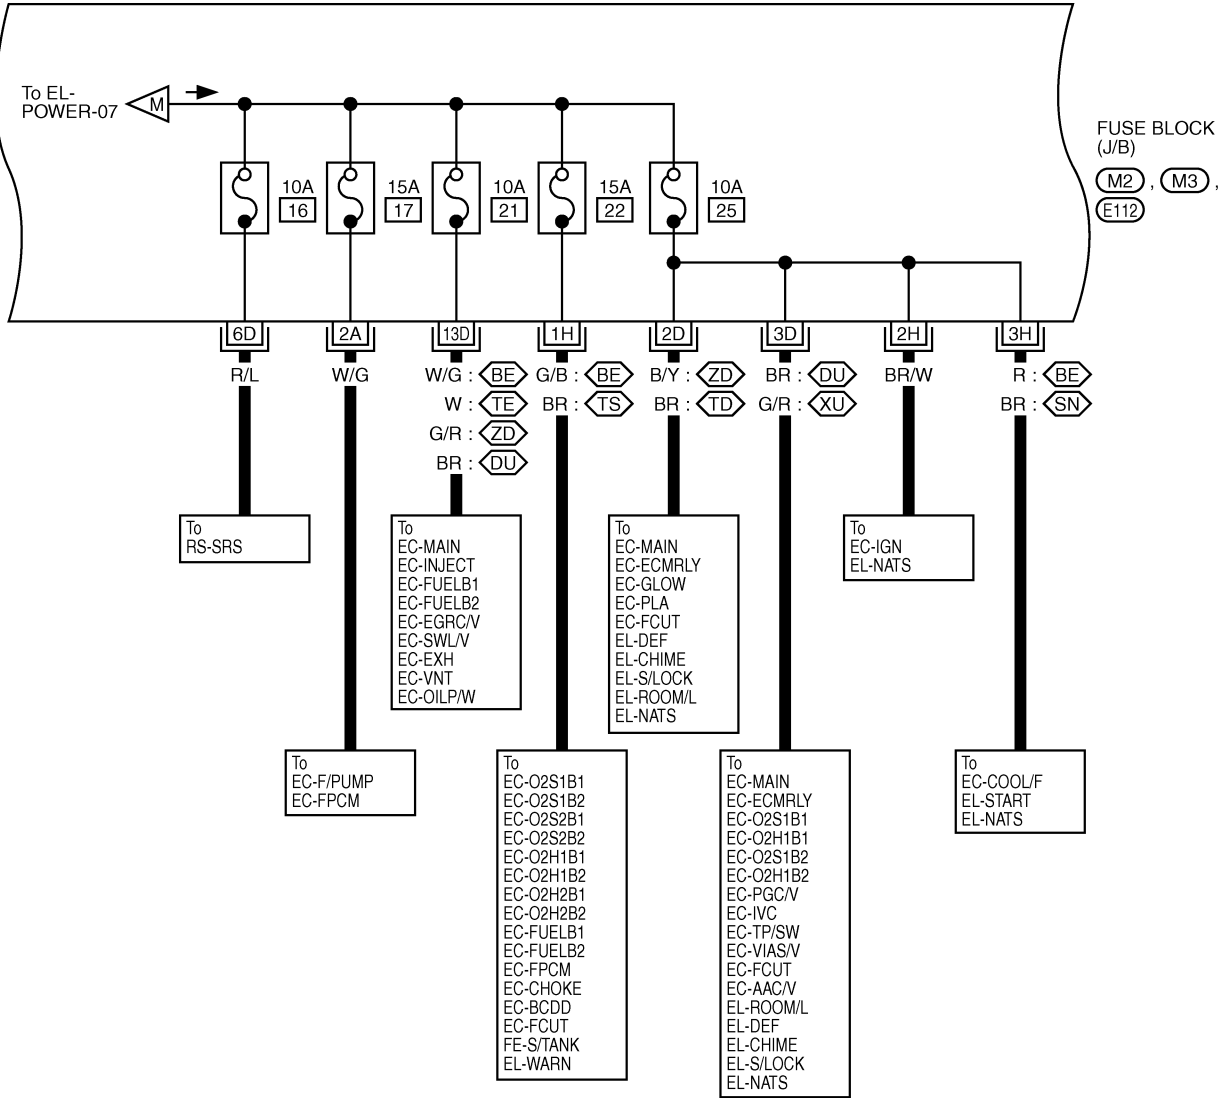 To EL-
POWER-07
M
FUSE BLOCK
(J/B)
M2 , M3 ,
E112
10A
16
15A
17
10A
21
15A
22
10A
25
6D
2A
13D
1H
2D
3D
2H
3H
R/L
W/G
W/G : BE
W : TE
G/R : ZD
BR : DU
G/B : BE
BR : TS
B/Y : ZD
BR : TD
BR : DU
G/R : XU
BR/W
R : BE
BR : SN
To
RS-SRS
To
EC-F/PUMP
EC-FPCM
To
EC-MAIN
EC-INJECT
EC-FUELB1
EC-FUELB2
EC-EGRC/V
EC-SWL/V
EC-EXH
EC-VNT
EC-OILP/W
To
EC-O2S1B1
EC-O2S1B2
EC-O2S2B1
EC-O2S2B2
EC-O2H1B1
EC-O2H1B2
EC-O2H2B1
EC-O2H2B2
EC-FUELB1
EC-FUELB2
EC-FPCM
EC-CHOKE
EC-BCDD
EC-FCUT
FE-S/TANK
EL-WARN
To
EC-MAIN
EC-ECMRLY
EC-GLOW
EC-PLA
EC-FCUT
EL-DEF
EL-CHIME
EL-S/LOCK
EL-ROOM/L
EL-NATS
To
EC-MAIN
EC-ECMRLY
EC-O2S1B1
EC-O2H1B1
EC-O2S1B2
EC-O2H1B2
EC-PGC/V
EC-IVC
EC-TP/SW
EC-VIAS/V
EC-FCUT
EC-AAC/V
EL-ROOM/L
EL-DEF
EL-CHIME
EL-S/LOCK
EL-NATS
To
EC-IGN
EL-NATS
To
EC-COOL/F
EL-START
EL-NATS